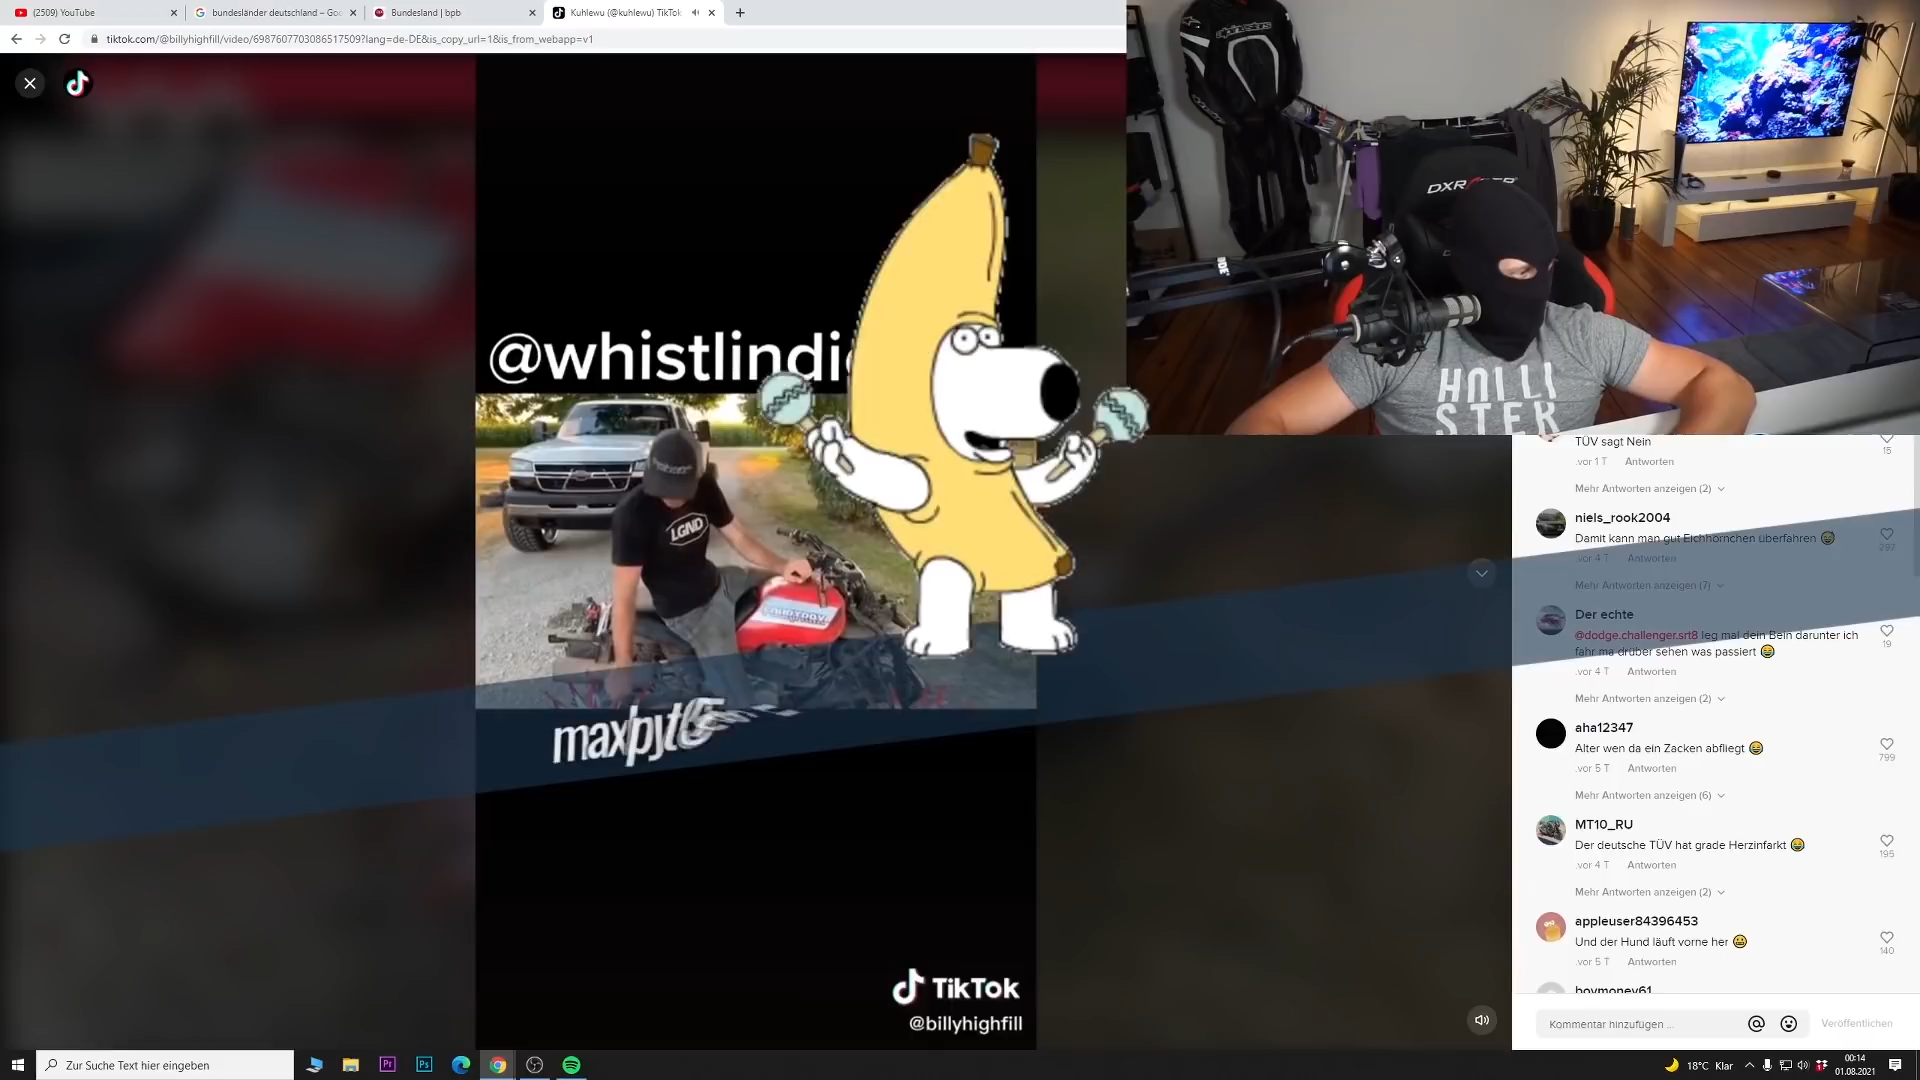 (2509) YouTube
bundesländer deutschland – Goo
Bundesland | bpb
Kuhlewu (@kuhlewu) TikTok
tiktok.com/@billyhighfill/video/6987607703086517509?lang=de-DE&is_copy_url=1&is_from_webapp=v1
@whistlindi
LGND
TikTok
@billyhighfill
DXR
alpinestars
HOLLI
STER
TÜV sagt Nein
15
.vor 1 T Antworten
Mehr Antworten anzeigen (2)
niels_rook2004
Damit kann man gut Eichhörnchen überfahren
297
.vor 4 T Antworten
Mehr Antworten anzeigen (7)
Der echte
@dodge.challenger.srt8 leg mal dein Bein darunter ich
fahr ma drüber sehen was passiert
19
.vor 4 T Antworten
Mehr Antworten anzeigen (2)
aha12347
Alter wen da ein Zacken abfliegt
799
.vor 5 T Antworten
Mehr Antworten anzeigen (6)
MT10_RU
Der deutsche TÜV hat grade Herzinfarkt
195
.vor 4 T Antworten
Mehr Antworten anzeigen (2)
appleuser84396453
Und der Hund läuft vorne her
140
.vor 5 T Antworten
boymoney61
Kommentar hinzufügen ...
Veröffentlichen
Zur Suche Text hier eingeben
Pr
Ps
18°C Klar
00:14
01.08.2021